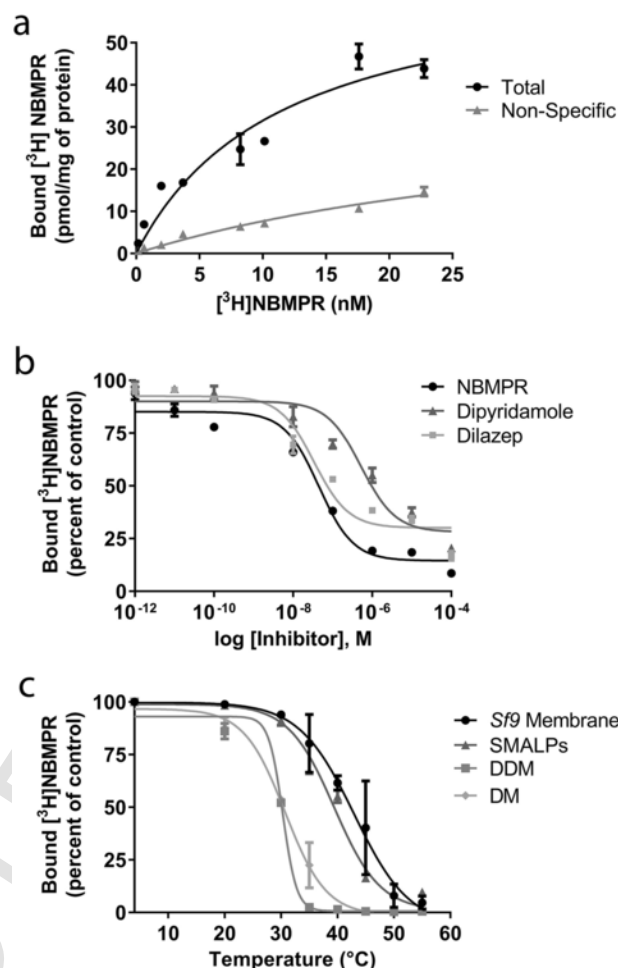 a
Bound [³H] NBMPR
(pmol/mg of protein)
50
40
30
20
10
0
0
5
10
15
20
25
[³H]NBMPR (nM)
Total
Non-Specific
b
Bound [³H]NBMPR
(percent of control)
100
75
50
25
0
10⁻¹²
10⁻¹⁰
10⁻⁸
10⁻⁶
10⁻⁴
log [Inhibitor], M
NBMPR
Dipyridamole
Dilazep
c
Bound [³H]NBMPR
(percent of control)
100
75
50
25
0
10
20
30
40
50
60
Temperature (°C)
Sf9 Membrane
SMALPs
DDM
DM